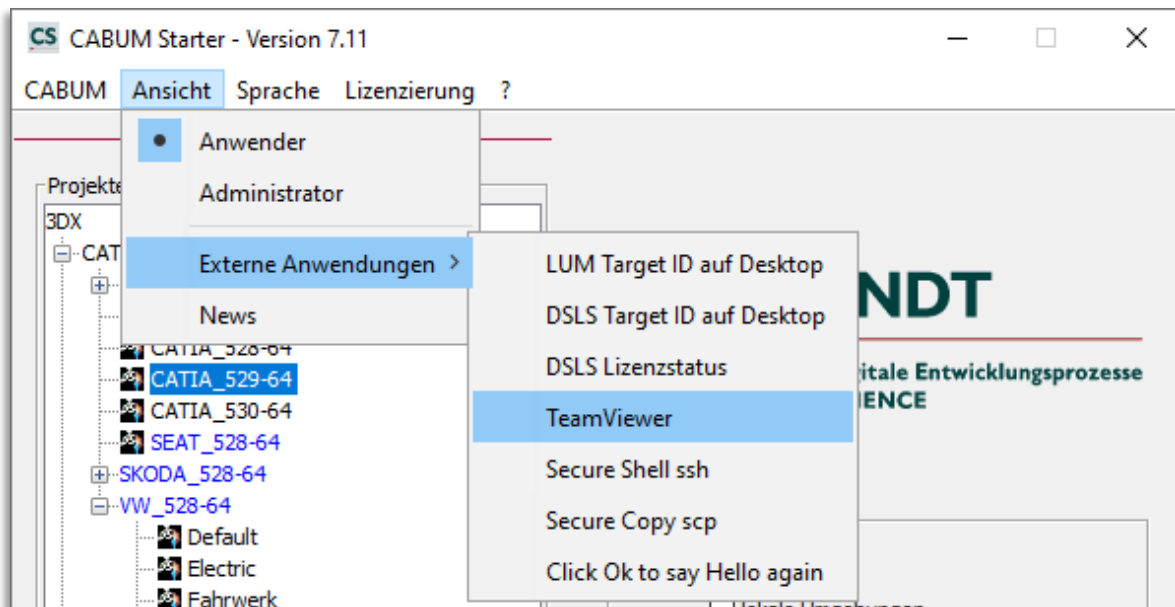 CS CABUM Starter - Version 7.11
CABUM Ansicht Sprache Lizenzierung ?
Anwender
Administrator
Externe Anwendungen >
News
LUM Target ID auf Desktop
DSLS Target ID auf Desktop
DSLS Lizenzstatus
TeamViewer
Secure Shell ssh
Secure Copy scp
Click Ok to say Hello again
Projekte
3DX
CAT
CATIA_528-64
CATIA_529-64
CATIA_530-64
SEAT_528-64
SKODA_528-64
VW_528-64
Default
Electric
Fahrwerk
NDT
itale Entwicklungsprozesse
IENCE